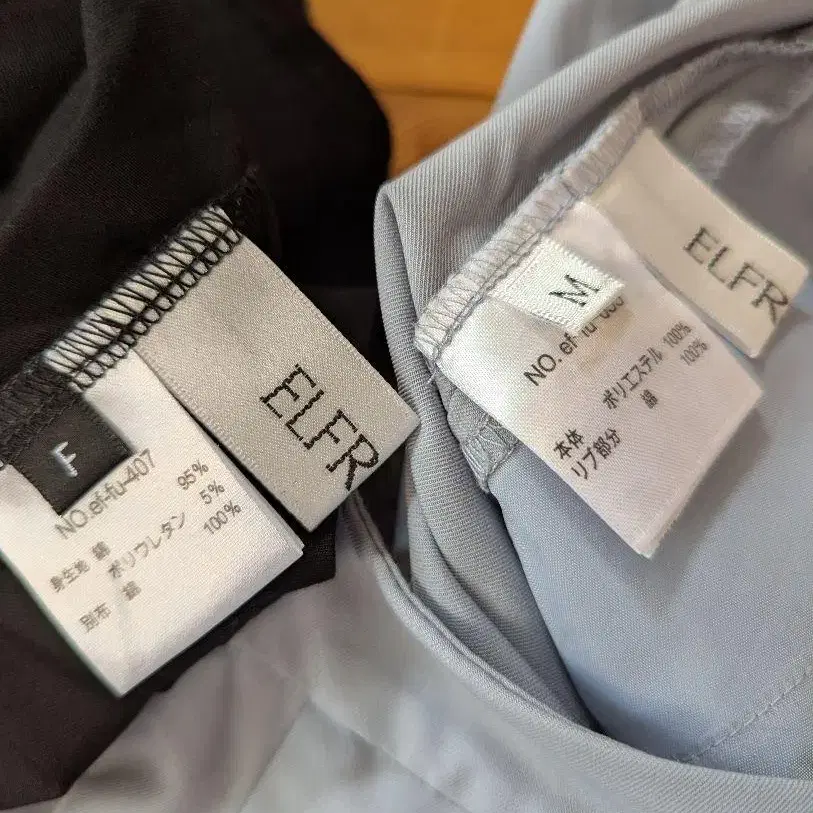 F
NO.ef-fu-407
身生地 綿 95%
ポリウレタン 5%
別布 綿 100%
ELFR
M
NO. ef-fu-
本体 ポリエステル 100%
リブ部分 綿 100%
ELFR